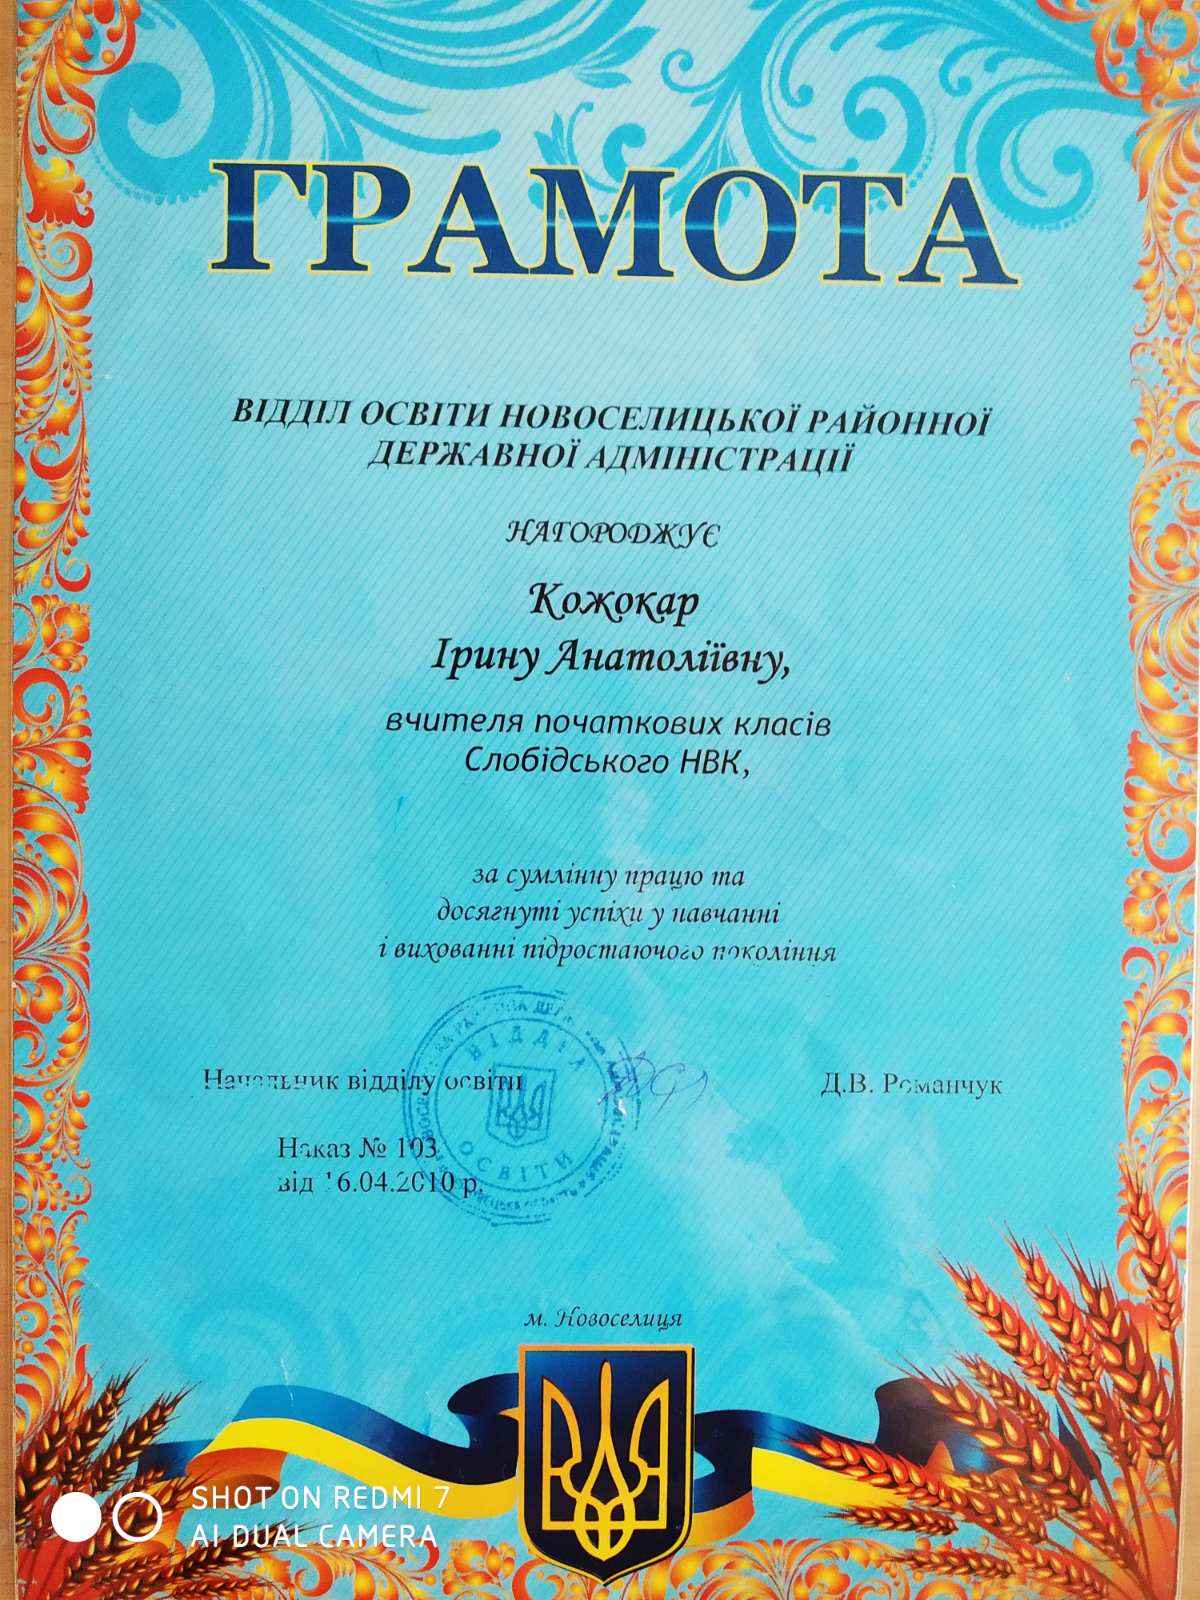 ГРАМОТА
ВІДДІЛ ОСВІТИ НОВОСЕЛИЦЬКОЇ РАЙОННОЇ
ДЕРЖАВНОЇ АДМІНІСТРАЦІЇ
НАГОРОДЖУЄ
Кожокар
Ірину Анатоліївну,
вчителя початкових класів
Слобідського НВК,
за сумлінну працю та
досягнуті успіхи у навчанні
і вихованні підростаючого покоління
Начальник відділу освіти Д.В. Романчук
ВІДДІЛ
ОСВІТИ
Наказ № 103
від 16.04.2010 р.
м. Новоселиця
SHOT ON REDMI 7
AI DUAL CAMERA